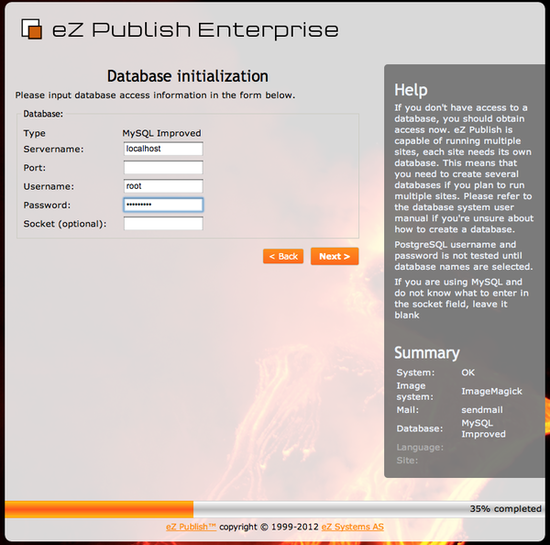 eZ Publish Enterprise
Database initialization
Please input database access information in the form below.
Database:
Type MySQL Improved
Servername: localhost
Port:
Username: root
Password: •••••••••
Socket (optional):
< Back Next >
Help
If you don't have access to a
database, you should obtain
access now. eZ Publish is
capable of running multiple
sites, each site needs its own
database. This means that
you need to create several
databases if you plan to run
multiple sites. Please refer to
the database system user
manual if you're unsure about
how to create a database.
PostgreSQL username and
password is not tested until
database names are selected.
If you are using MySQL and
do not know what to enter in
the socket field, leave it
blank
Summary
System: OK
Image
system: ImageMagick
Mail: sendmail
Database: MySQL
Improved
Language:
Site:
35% completed
eZ Publish™ copyright © 1999-2012 eZ Systems AS